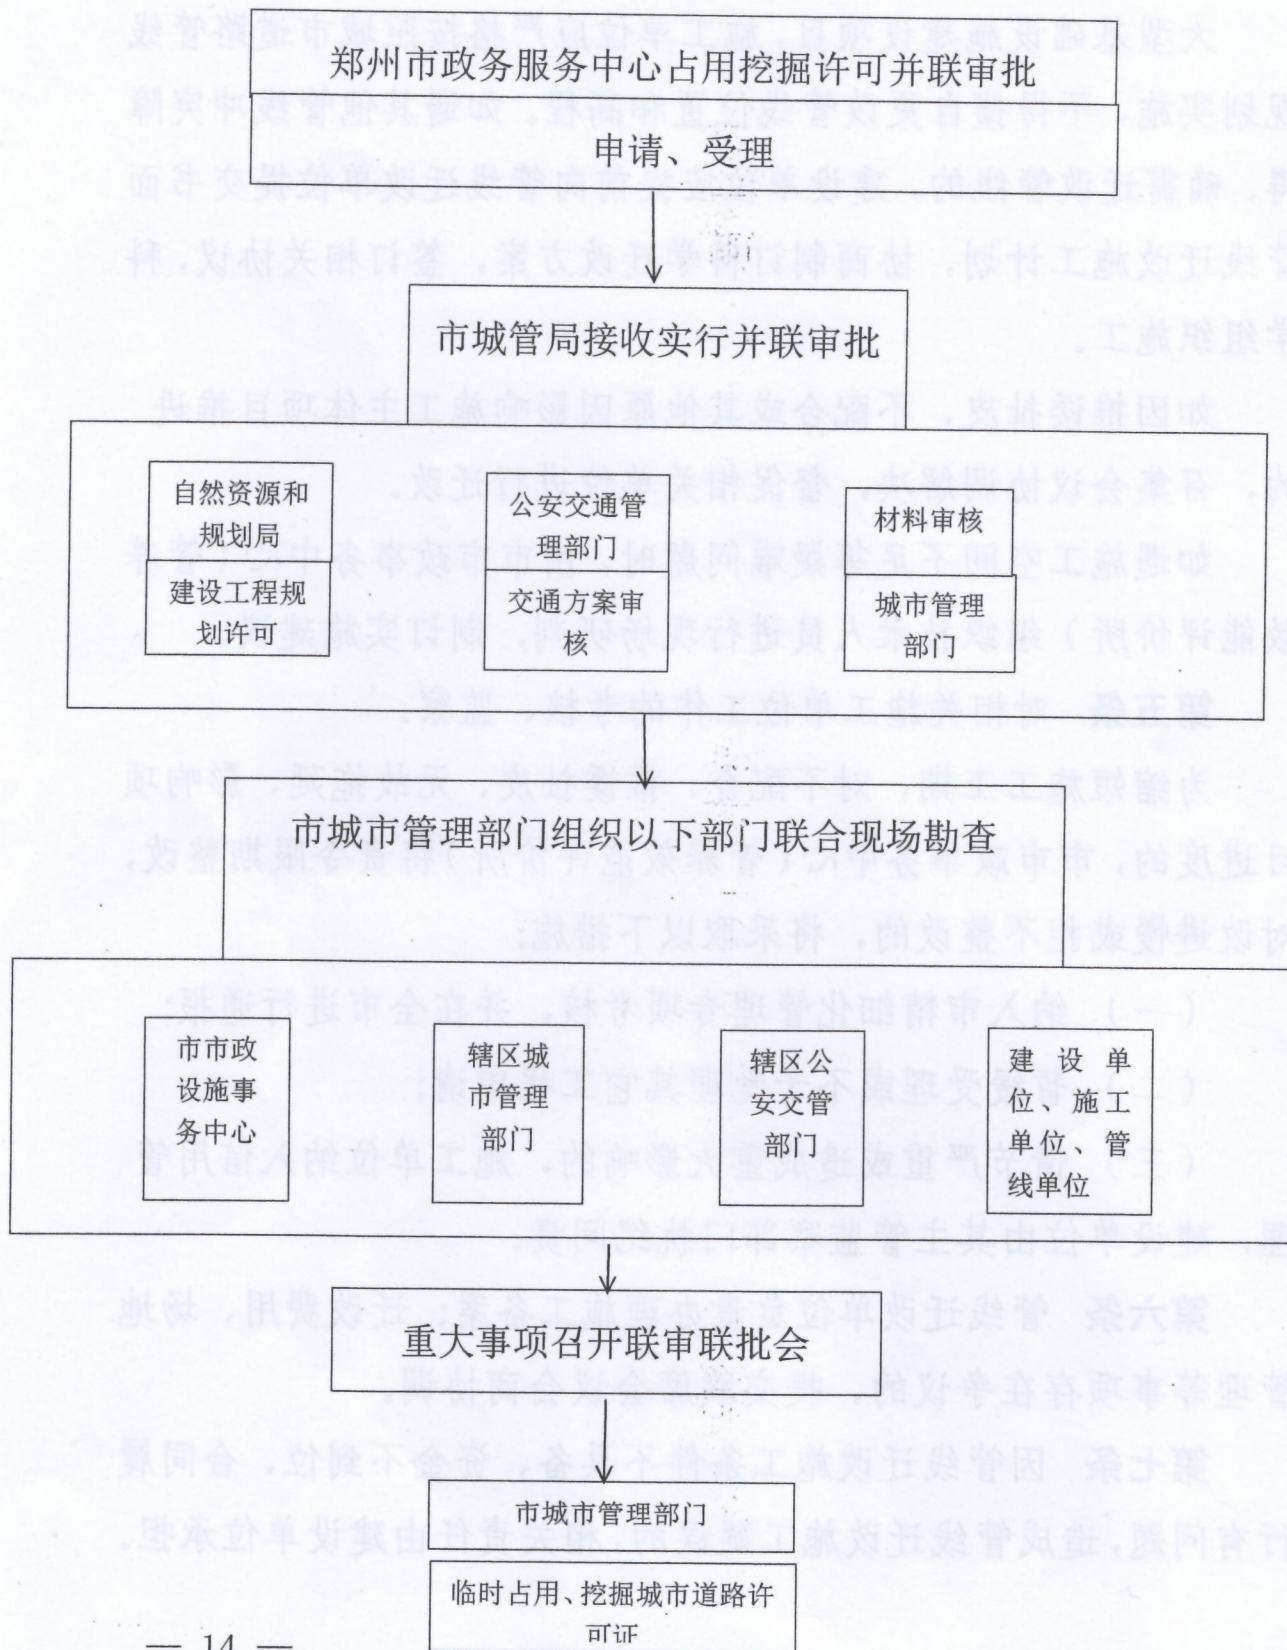 郑州市政务服务中心占用挖掘许可并联审批
申请、受理
市城管局接收实行并联审批
自然资源和
规划局
建设工程规
划许可
公安交通管
理部门
交通方案审
核
材料审核
城市管理
部门
市城市管理部门组织以下部门联合现场勘查
市市政
设施事
务中心
辖区城
市管理
部门
辖区公
安交管
部门
建设单
位、施工
单位、管
线单位
重大事项召开联审联批会
市城市管理部门
临时占用、挖掘城市道路许
可证
— 14 —